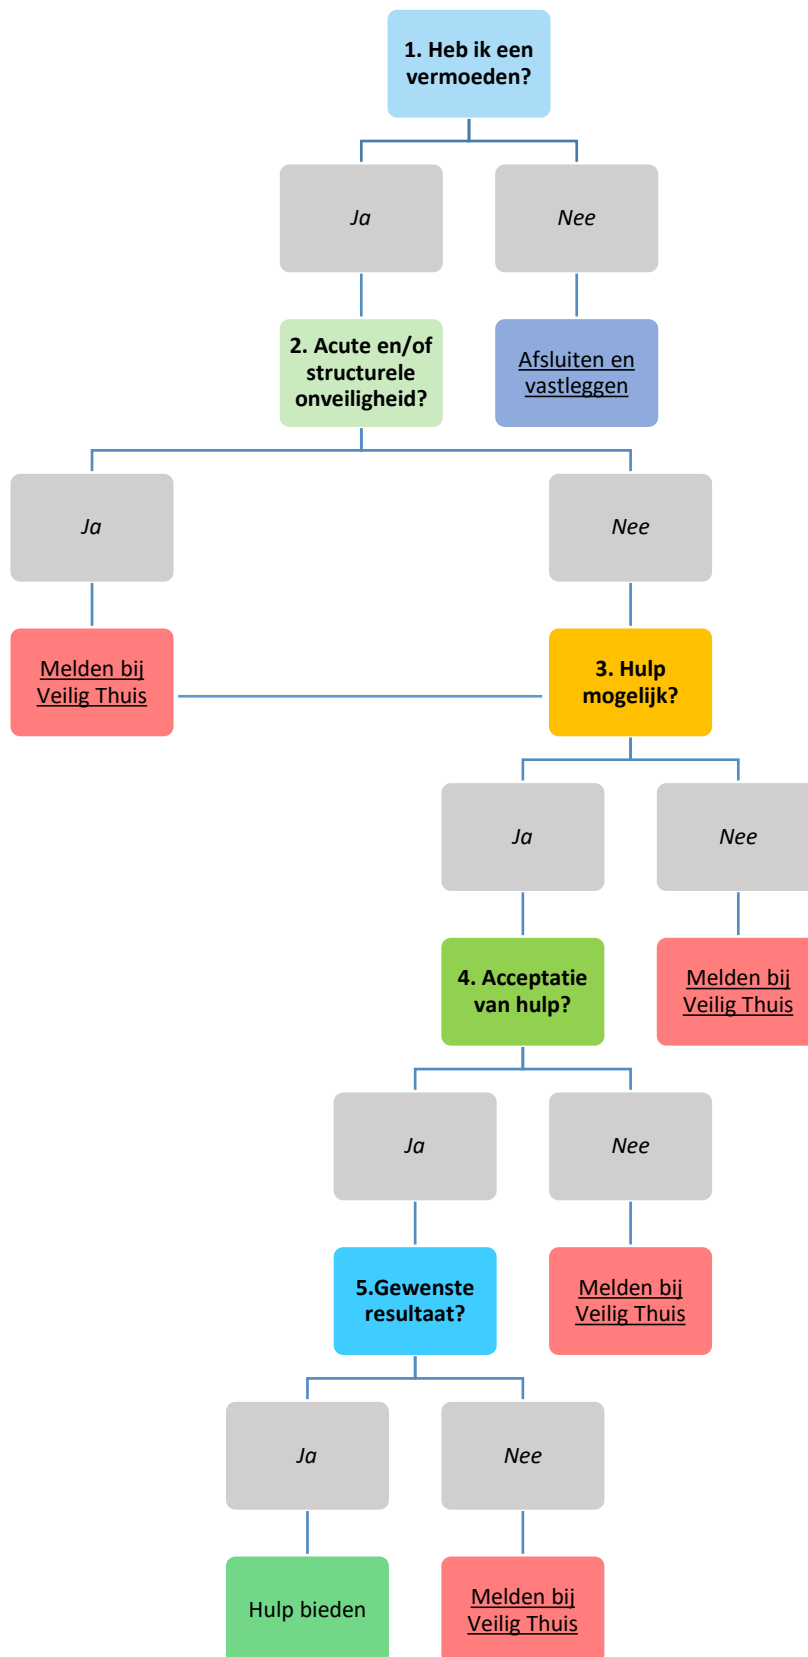 1. Heb ik een
vermoeden?
Ja
Nee
2. Acute en/of
structurele
onveiligheid?
Afsluiten en
vastleggen
Ja
Nee
Melden bij
Veilig Thuis
3. Hulp
mogelijk?
Ja
Nee
4. Acceptatie
van hulp?
Melden bij
Veilig Thuis
Ja
Nee
5.Gewenste
resultaat?
Melden bij
Veilig Thuis
Ja
Nee
Hulp bieden
Melden bij
Veilig Thuis